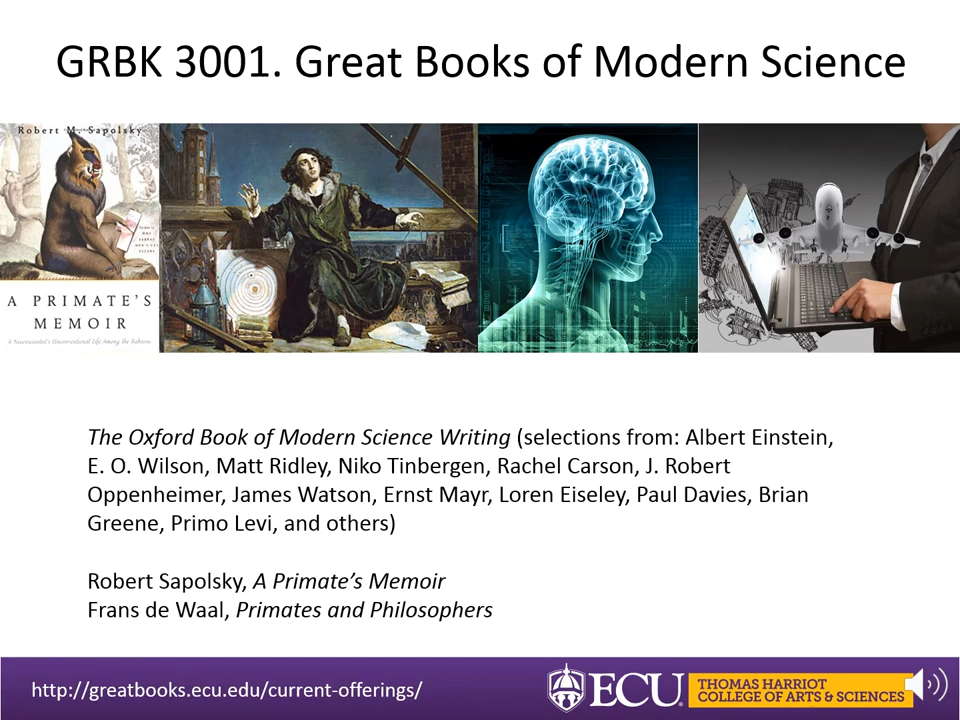 GRBK 3001. Great Books of Modern Science
Robert M. Sapolsky
A PRIMATE'S
MEMOIR
A Neuroscientist's Unconventional Life Among the Baboons
The Oxford Book of Modern Science Writing (selections from: Albert Einstein,
E. O. Wilson, Matt Ridley, Niko Tinbergen, Rachel Carson, J. Robert
Oppenheimer, James Watson, Ernst Mayr, Loren Eiseley, Paul Davies, Brian
Greene, Primo Levi, and others)
Robert Sapolsky, A Primate’s Memoir
Frans de Waal, Primates and Philosophers
http://greatbooks.ecu.edu/current-offerings/
ECU
THOMAS HARRIOT
COLLEGE OF ARTS & SCIENCES